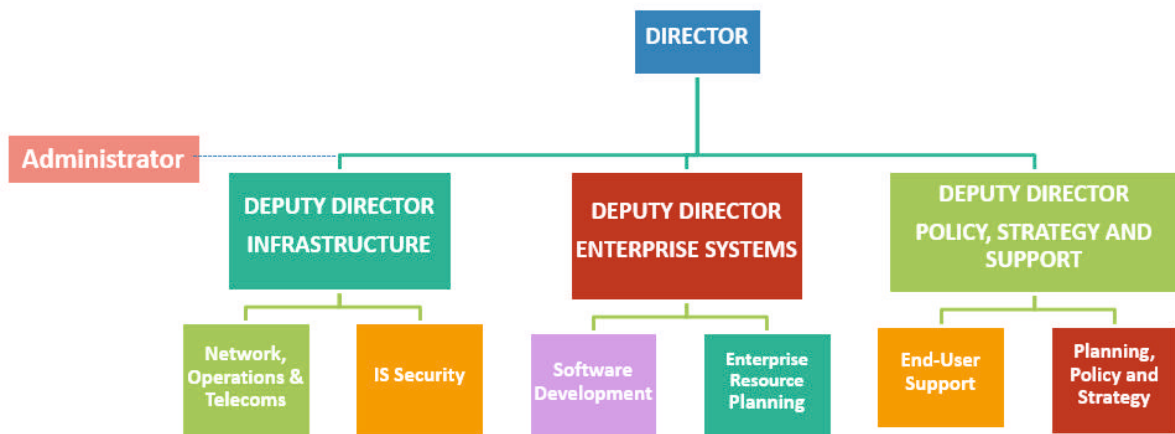 DIRECTOR
Administrator
DEPUTY DIRECTOR
INFRASTRUCTURE
DEPUTY DIRECTOR
ENTERPRISE SYSTEMS
DEPUTY DIRECTOR
POLICY, STRATEGY AND
SUPPORT
Network,
Operations &
Telecoms
IS Security
Software
Development
Enterprise
Resource
Planning
End-User
Support
Planning,
Policy and
Strategy